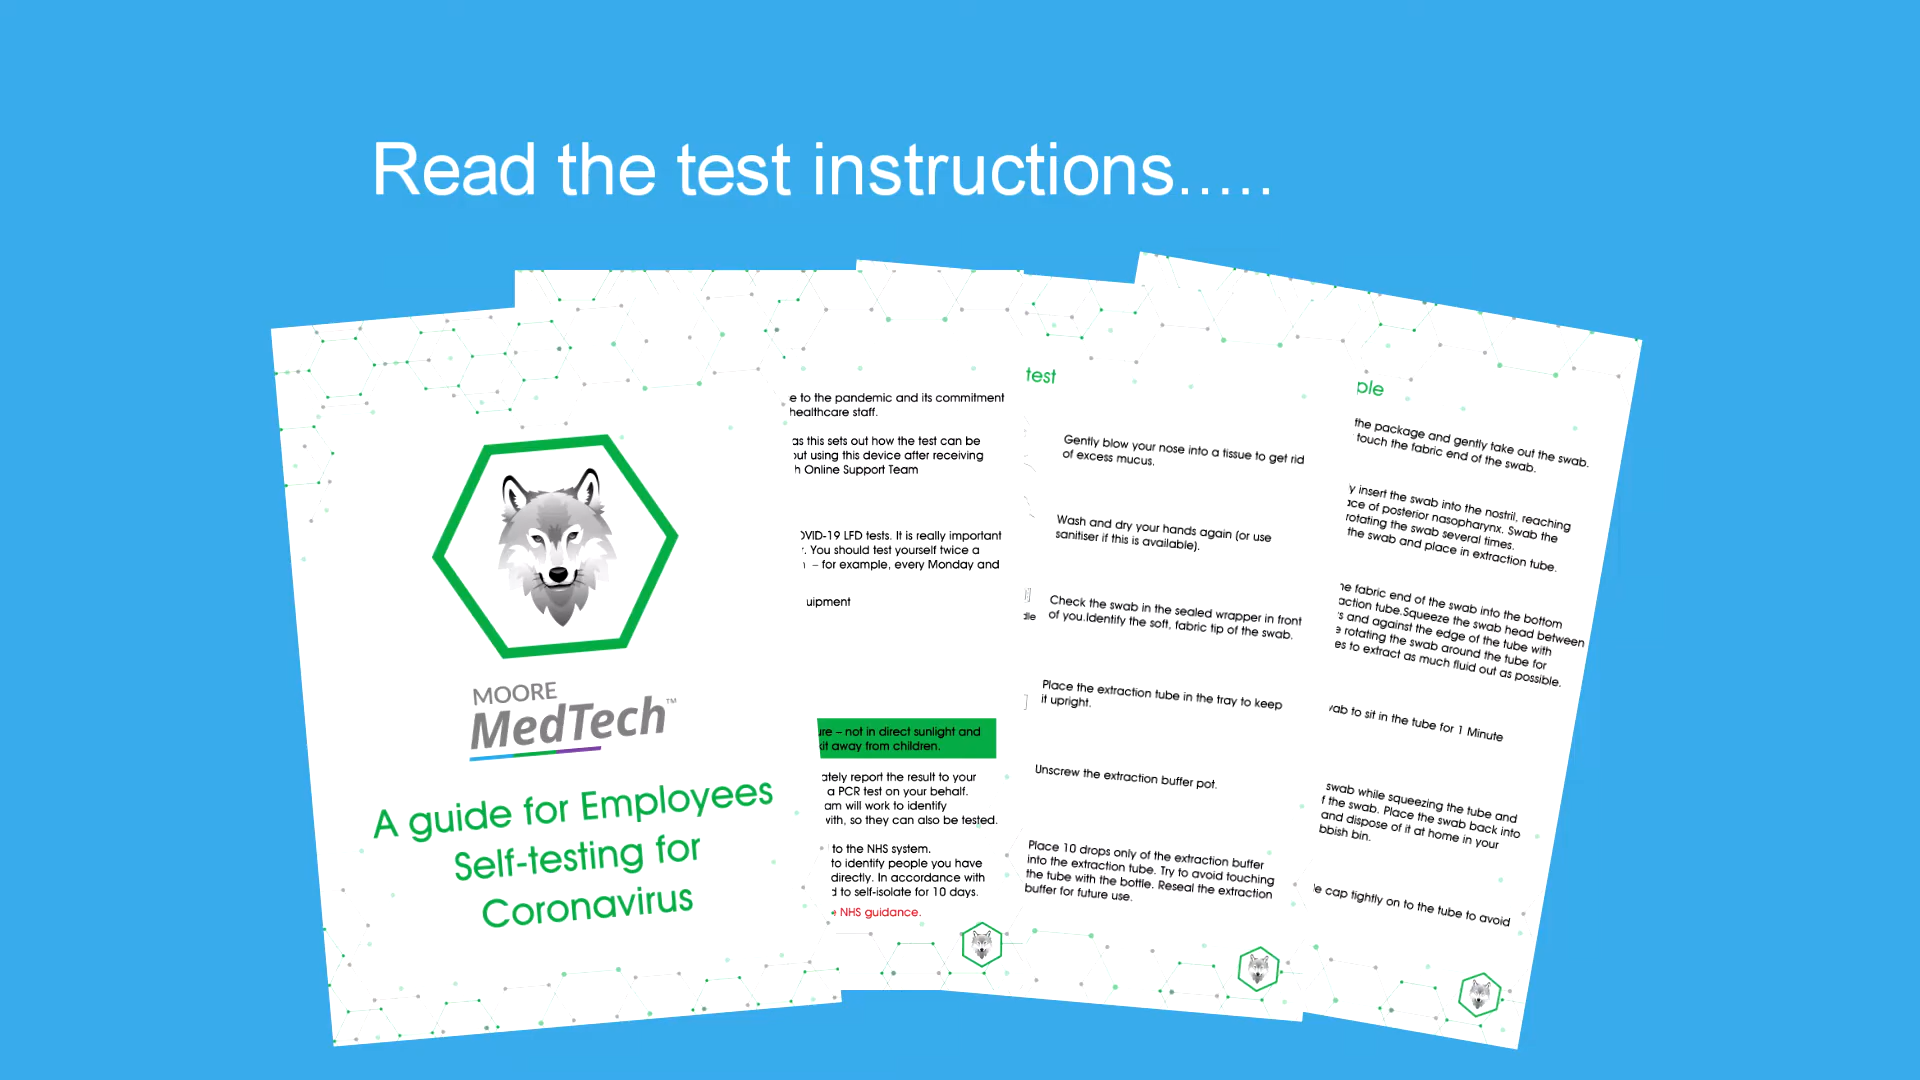 Read the test instructions.....
MOORE
MedTech™
A guide for Employees
Self-testing for
Coronavirus
to the pandemic and its commitment
healthcare staff.
as this sets out how the test can be
using this device after receiving
Online Support Team
LFD tests. It is really important
You should test yourself twice a
– for example, every Monday and
– not in direct sunlight and
away from children.
report the result to your
a PCR test on your behalf.
will work to identify
so they can also be tested.
to the NHS system.
to identify people you have
directly. In accordance with
to self-isolate for 10 days.
NHS guidance.
test
Gently blow your nose into a tissue to get rid
of excess mucus.
Wash and dry your hands again (or use
sanitiser if this is available).
Check the swab in the sealed wrapper in front
of you.Identify the soft, fabric tip of the swab.
Place the extraction tube in the tray to keep
it upright.
Unscrew the extraction buffer pot.
Place 10 drops only of the extraction buffer
into the extraction tube. Try to avoid touching
the tube with the bottle. Reseal the extraction
buffer for future use.
ple
the package and gently take out the swab.
touch the fabric end of the swab.
insert the swab into the nostril, reaching
of posterior nasopharynx. Swab the
rotating the swab several times.
the swab and place in extraction tube.
fabric end of the swab into the bottom
tube.Squeeze the swab head between
and against the edge of the tube with
rotating the swab around the tube for
to extract as much fluid out as possible.
to sit in the tube for 1 Minute
swab while squeezing the tube and
the swab. Place the swab back into
and dispose of it at home in your
bin.
cap tightly on to the tube to avoid